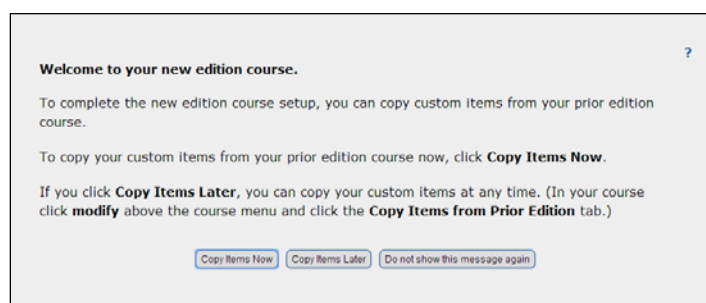 ?
Welcome to your new edition course.
To complete the new edition course setup, you can copy custom items from your prior edition
course.
To copy your custom items from your prior edition course now, click Copy Items Now.
If you click Copy Items Later, you can copy your custom items at any time. (In your course
click modify above the course menu and click the Copy Items from Prior Edition tab.)
Copy Items Now Copy Items Later Do not show this message again